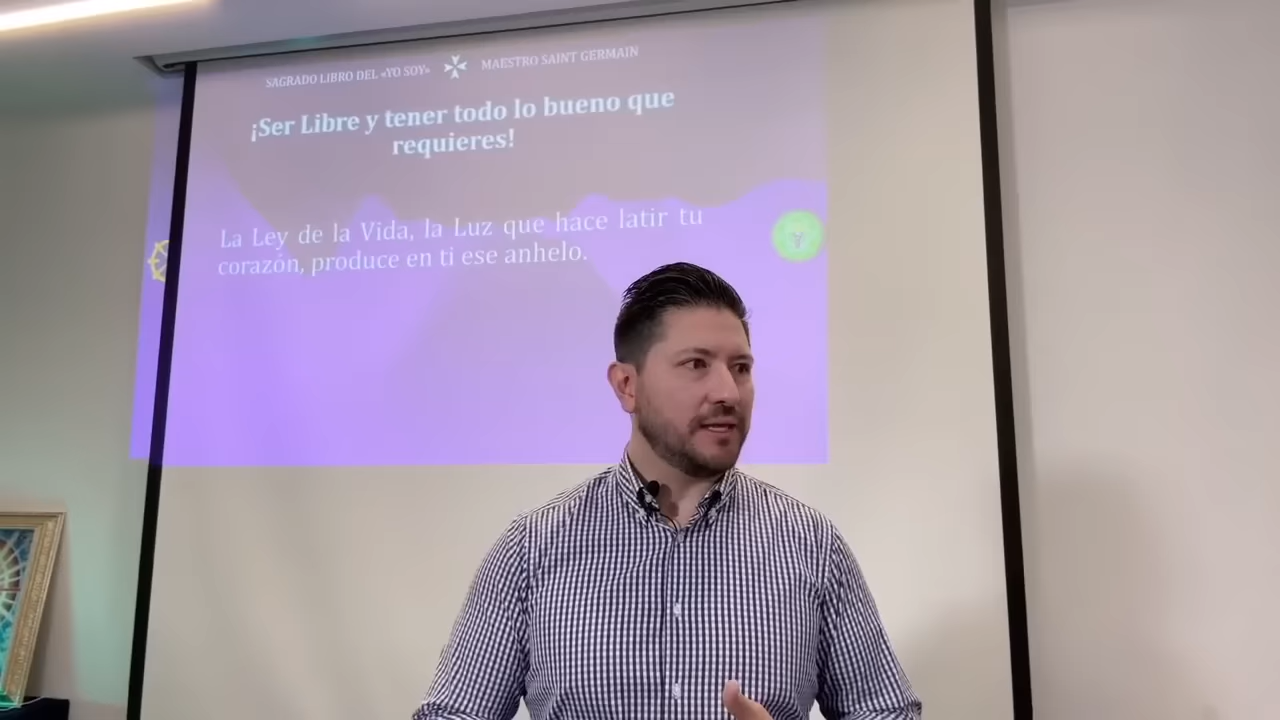 SAGRADO LIBRO DEL «YO SOY» MAESTRO SAINT GERMAIN
¡Ser Libre y tener todo lo bueno que
requieres!
La Ley de la Vida, la Luz que hace latir tu
corazón, produce en ti ese anhelo.